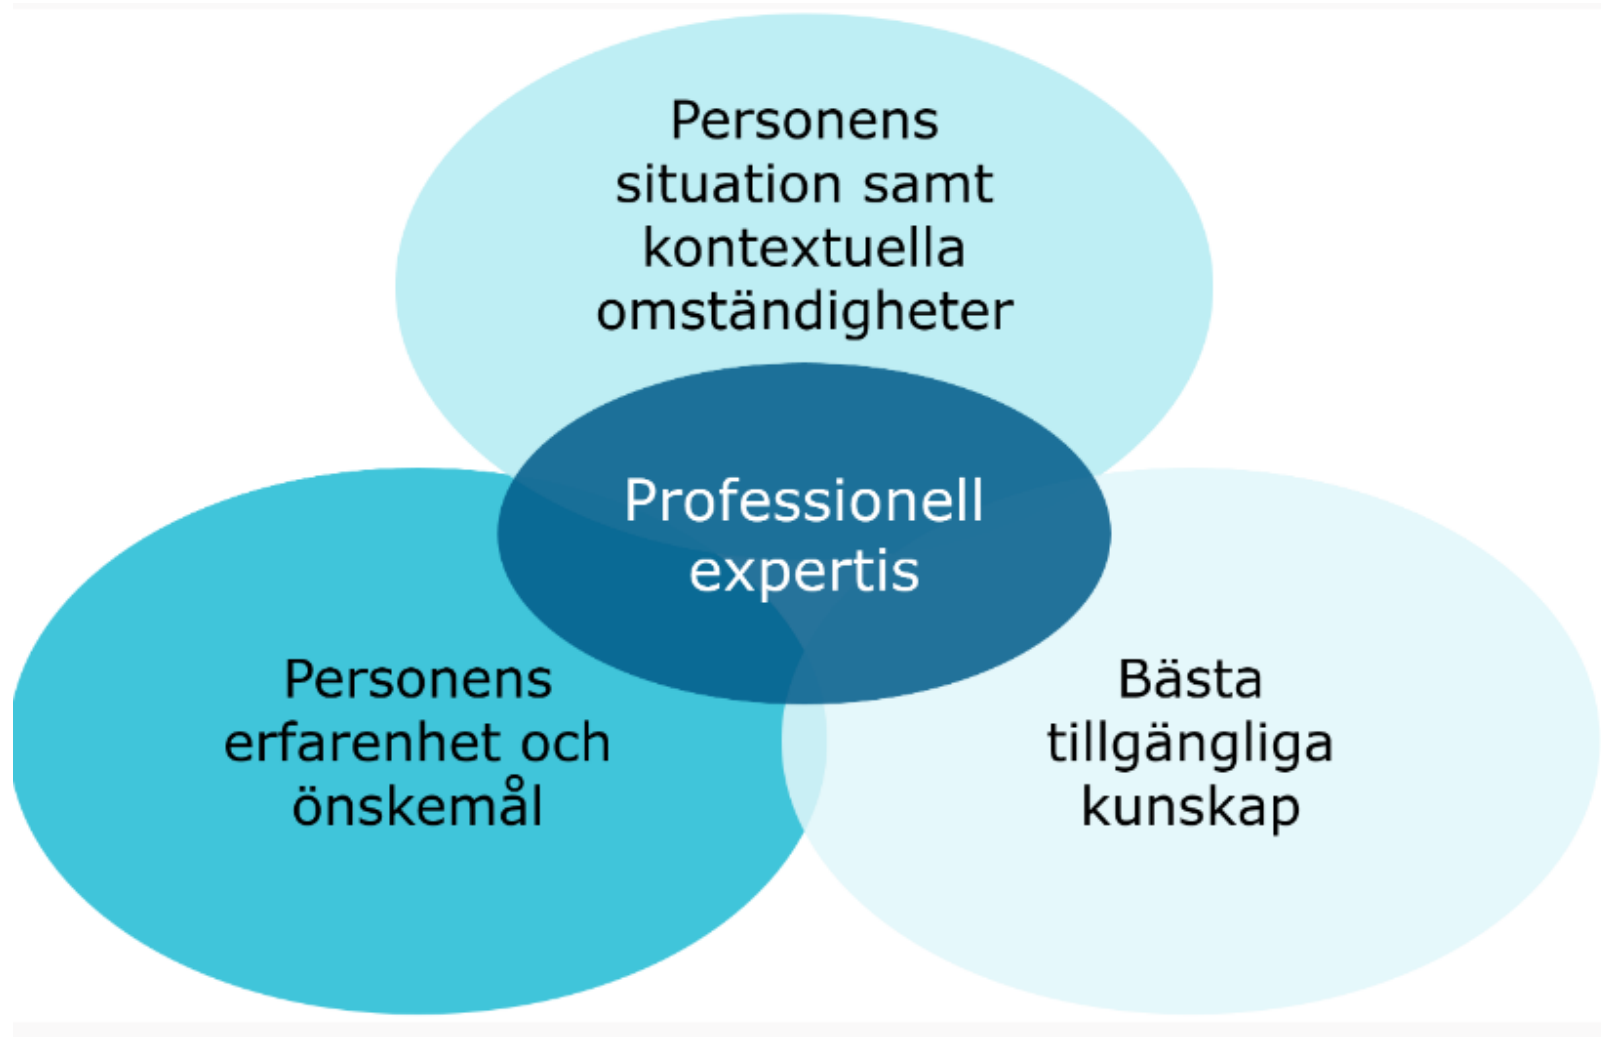 Personens
situation samt
kontextuella
omständigheter
Professionell
expertis
Personens
erfarenhet och
önskemål
Bästa
tillgängliga
kunskap